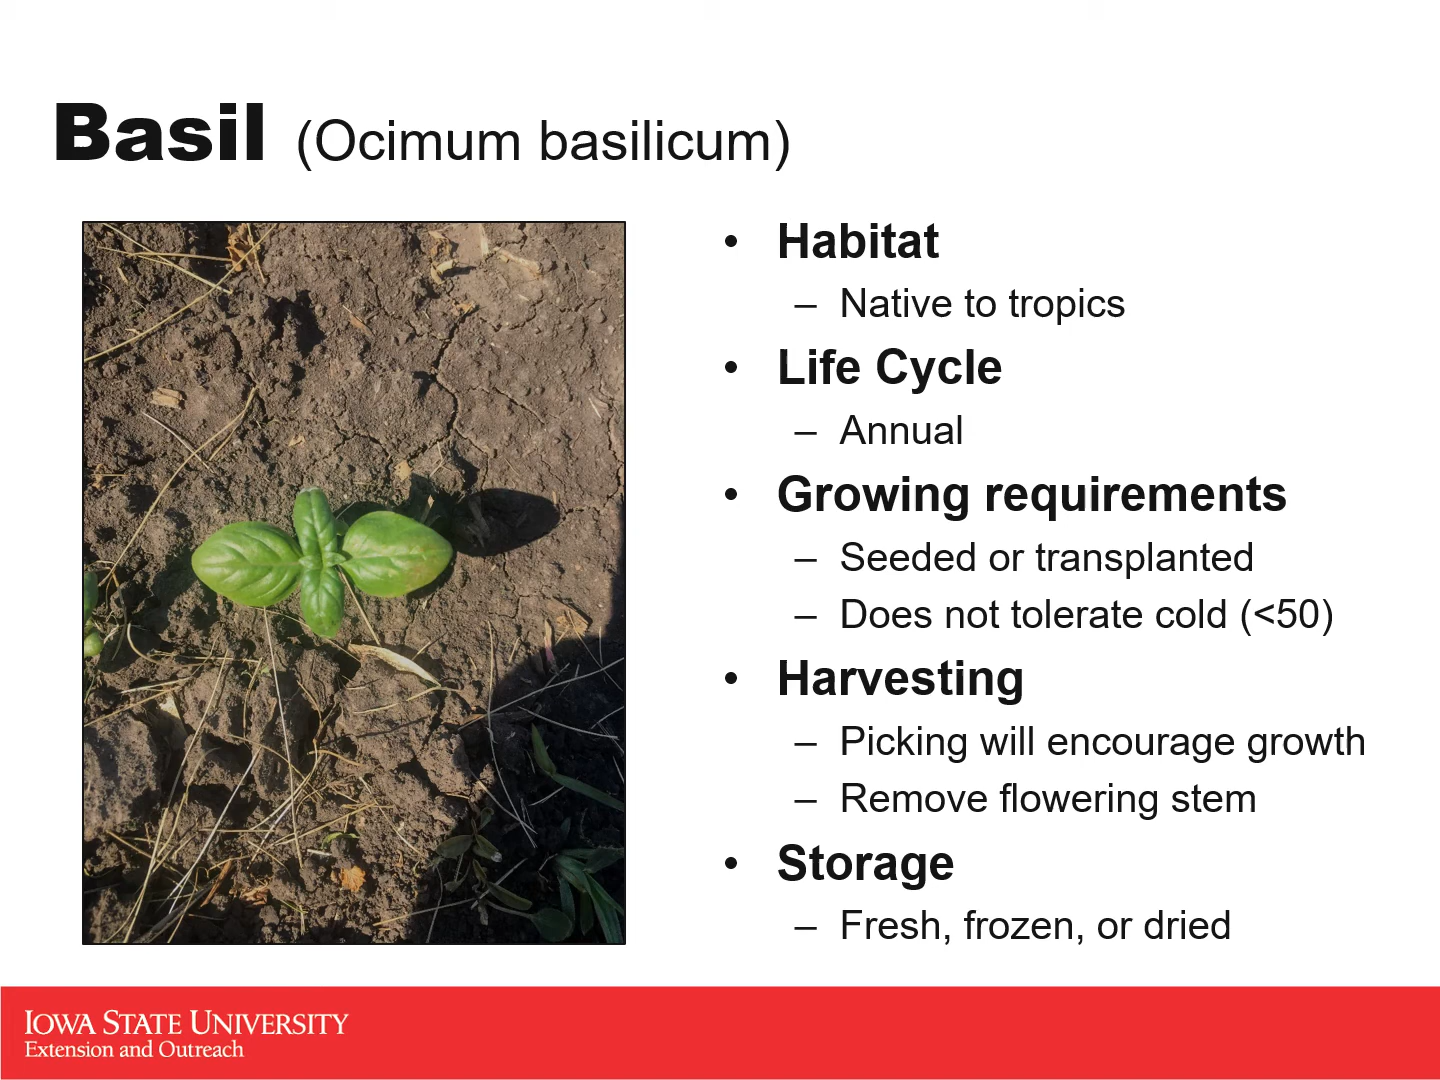 Basil (Ocimum basilicum)
• Habitat
– Native to tropics
• Life Cycle
– Annual
• Growing requirements
– Seeded or transplanted
– Does not tolerate cold (<50)
• Harvesting
– Picking will encourage growth
– Remove flowering stem
• Storage
– Fresh, frozen, or dried
IOWA STATE UNIVERSITY
Extension and Outreach